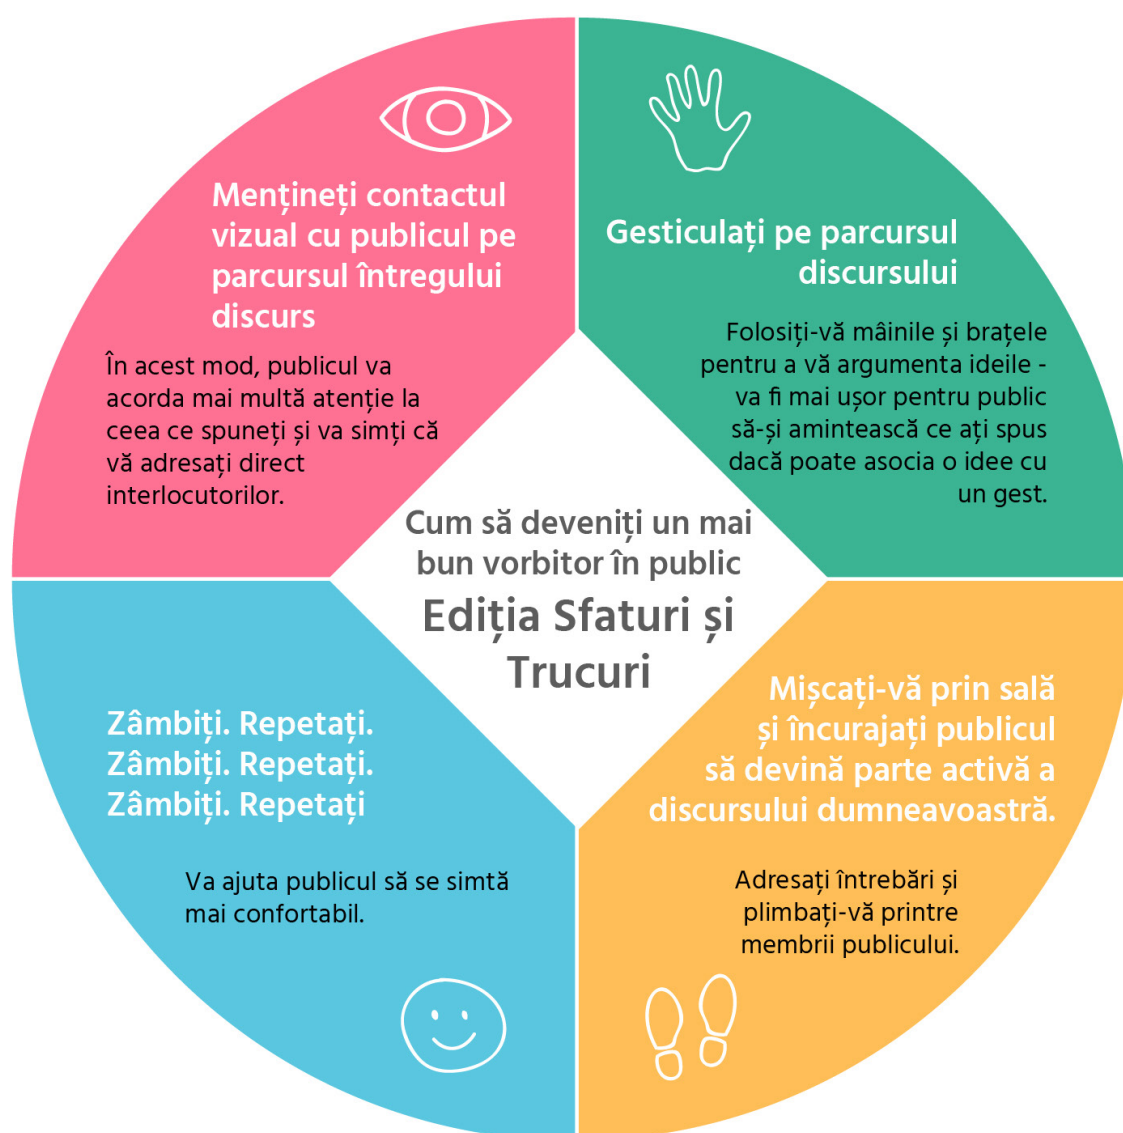 Mențineți contactul
vizual cu publicul pe
parcursul întregului
discurs
În acest mod, publicul va
acorda mai multă atenție la
ceea ce spuneți și va simți că
vă adresați direct
interlocutorilor.
Gesticulați pe parcursul
discursului
Folosiți-vă mâinile și brațele
pentru a vă argumenta ideile -
va fi mai ușor pentru public
să-și amintească ce ați spus
dacă poate asocia o idee cu
un gest.
Cum să deveniți un mai
bun vorbitor în public
Ediția Sfaturi și
Trucuri
Zâmbiți. Repetați.
Zâmbiți. Repetați.
Zâmbiți. Repetați
Va ajuta publicul să se simtă
mai confortabil.
Mișcați-vă prin sală
și încurajați publicul
să devină parte activă a
discursului dumneavoastră.
Adresați întrebări și
plimbați-vă printre
membrii publicului.